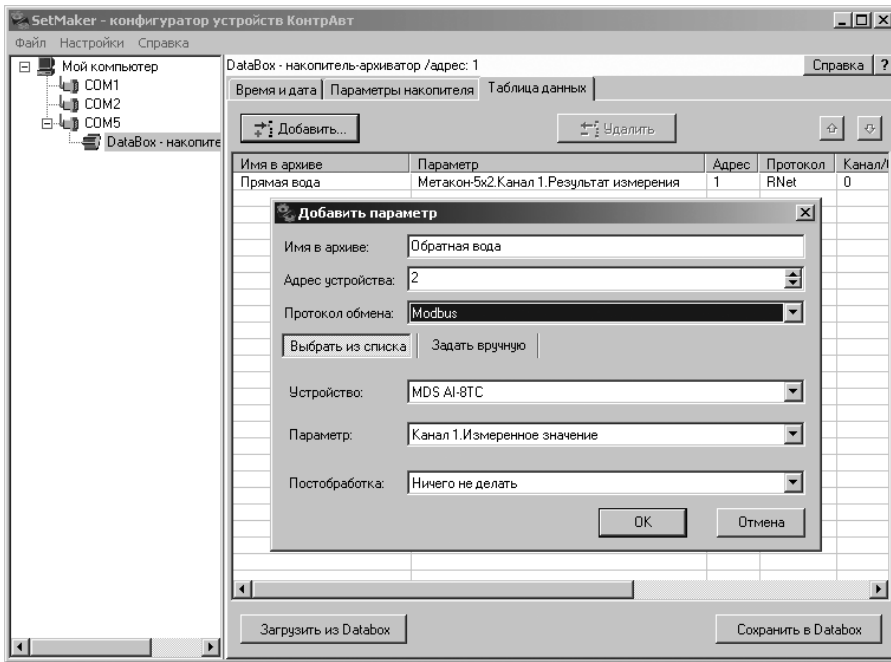 SetMaker - конфигуратор устройств КонтрАвт
Файл Настройки Справка
Мой компьютер
COM1
COM2
COM5
DataBox - накопите
DataBox - накопитель-архиватор /адрес: 1
Справка ?
Время и дата Параметры накопителя Таблица данных
Добавить... Удалить
Имя в архиве Параметр Адрес Протокол Канал/
Прямая вода Метакон-5x2.Канал 1.Результат измерения 1 RNet 0
Добавить параметр
Имя в архиве: Обратная вода
Адрес устройства: 2
Протокол обмена: Modbus
Выбрать из списка Задать вручную
Устройство: MDS AI-8TC
Параметр: Канал 1.Измеренное значение
Постобработка: Ничего не делать
OK Отмена
Загрузить из Databox Сохранить в Databox